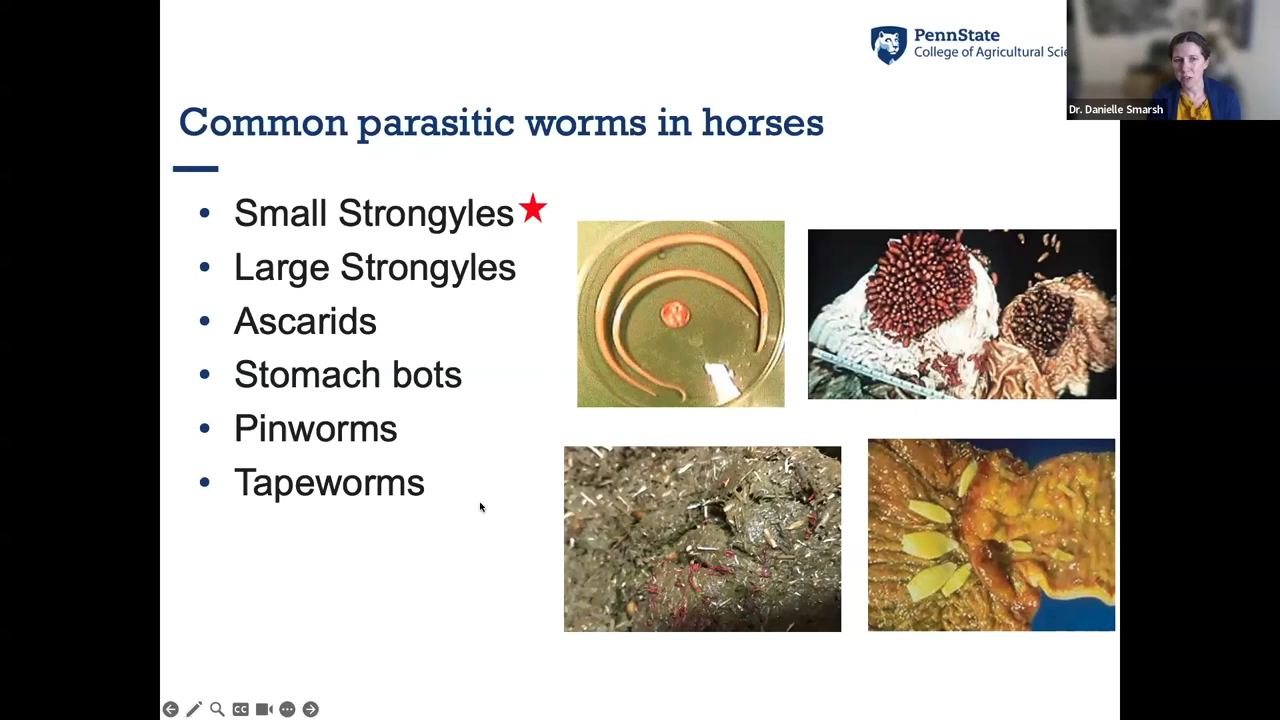 PennState
College of Agricultural Scie
Dr. Danielle Smarsh
Common parasitic worms in horses
• Small Strongyles
• Large Strongyles
• Ascarids
• Stomach bots
• Pinworms
• Tapeworms
CC